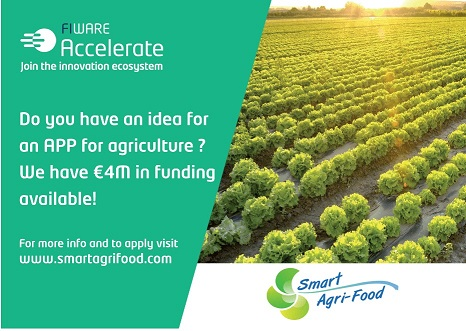 FIWARE
Accelerate
Join the innovation ecosystem
Do you have an idea for
an APP for agriculture ?
We have €4M in funding
available!
For more info and to apply visit
www.smartagrifood.com
Smart
Agri-Food